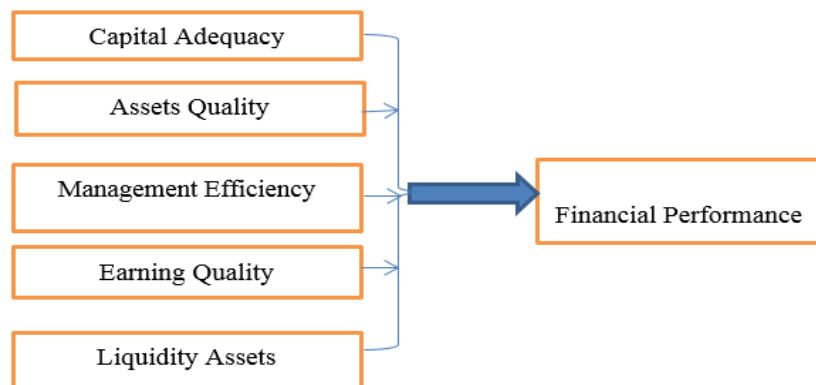 Capital Adequacy
Assets Quality
Management Efficiency
Financial Performance
Earning Quality
Liquidity Assets